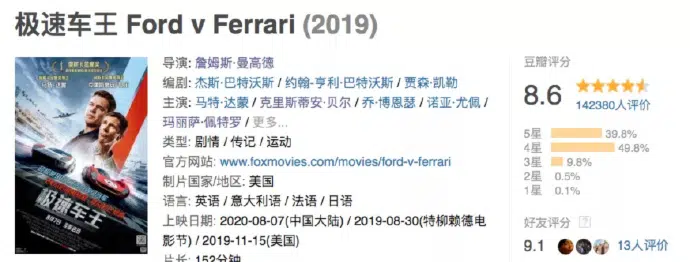 极速车王 Ford v Ferrari (2019)
极速车王
导演: 詹姆斯·曼高德
编剧: 杰斯·巴特沃斯 / 约翰-亨利·巴特沃斯 / 贾森·凯勒
主演: 马特·达蒙 / 克里斯蒂安·贝尔 / 乔·博恩瑟 / 诺亚·尤佩 /
玛丽萨·佩特罗 / 更多...
类型: 剧情 / 传记 / 运动
官方网站: www.foxmovies.com/movies/ford-v-ferrari
制片国家/地区: 美国
语言: 英语 / 意大利语 / 法语 / 日语
上映日期: 2020-08-07(中国大陆) / 2019-08-30(特柳赖德电
影节) / 2019-11-15(美国)
片长: 152分钟
豆瓣评分
8.6
142380人评价
5星 39.8%
4星 49.8%
3星 9.8%
2星 0.5%
1星 0.1%
好友评分 ?
9.1 13人评价